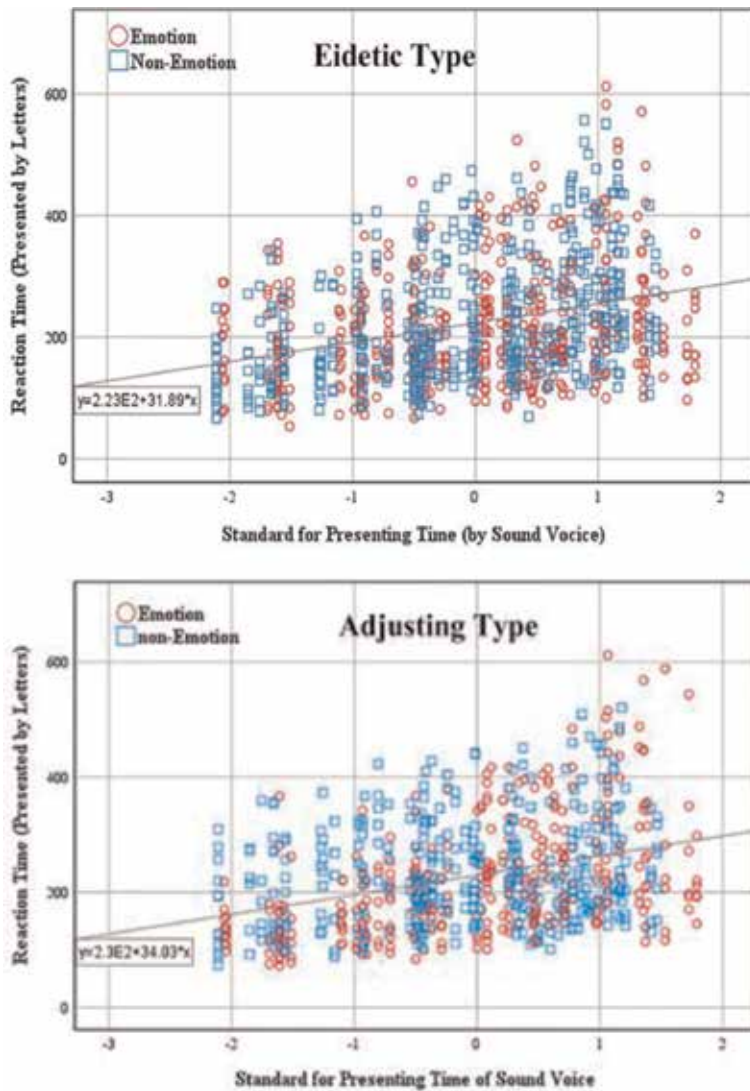 Emotion
Non-Emotion
Eidetic Type
Reaction Time (Presented by Letters)
600
400
200
0
y=2.23E2+31.89*x
-3
-2
-1
0
1
2
Standard for Presenting Time (by Sound Vocice)
Emotion
non-Emotion
Adjusting Type
Reaction Time (Presented by Letters)
600
400
200
0
y=2.3E2+34.03*x
-3
-2
-1
0
1
2
Standard for Presenting Time of Sound Voice